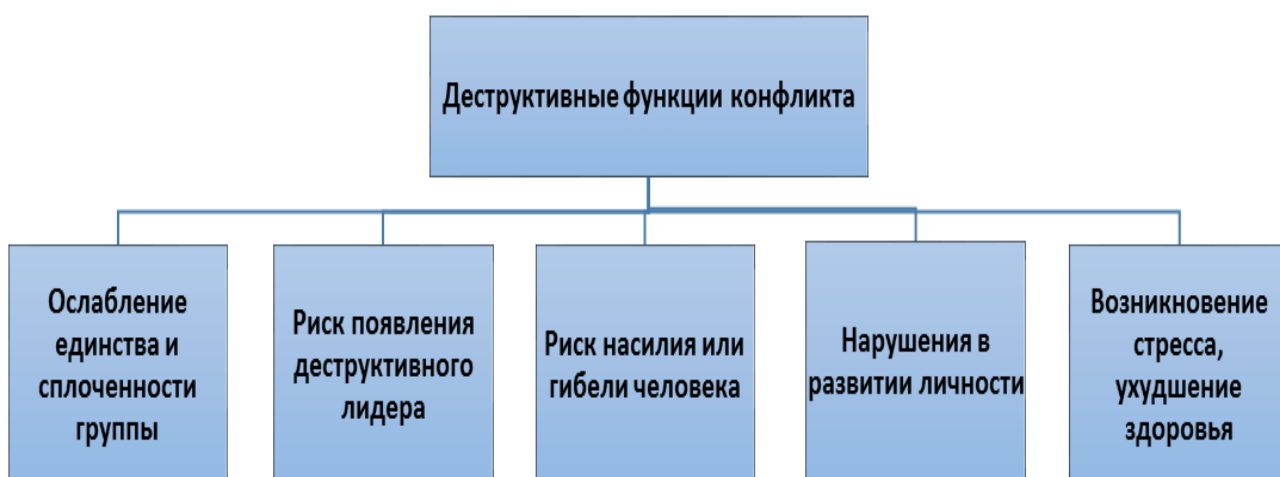 Деструктивные функции конфликта
Ослабление
единства и
сплоченности
группы
Риск появления
деструктивного
лидера
Риск насилия или
гибели человека
Нарушения в
развитии личности
Возникновение
стресса,
ухудшение
здоровья